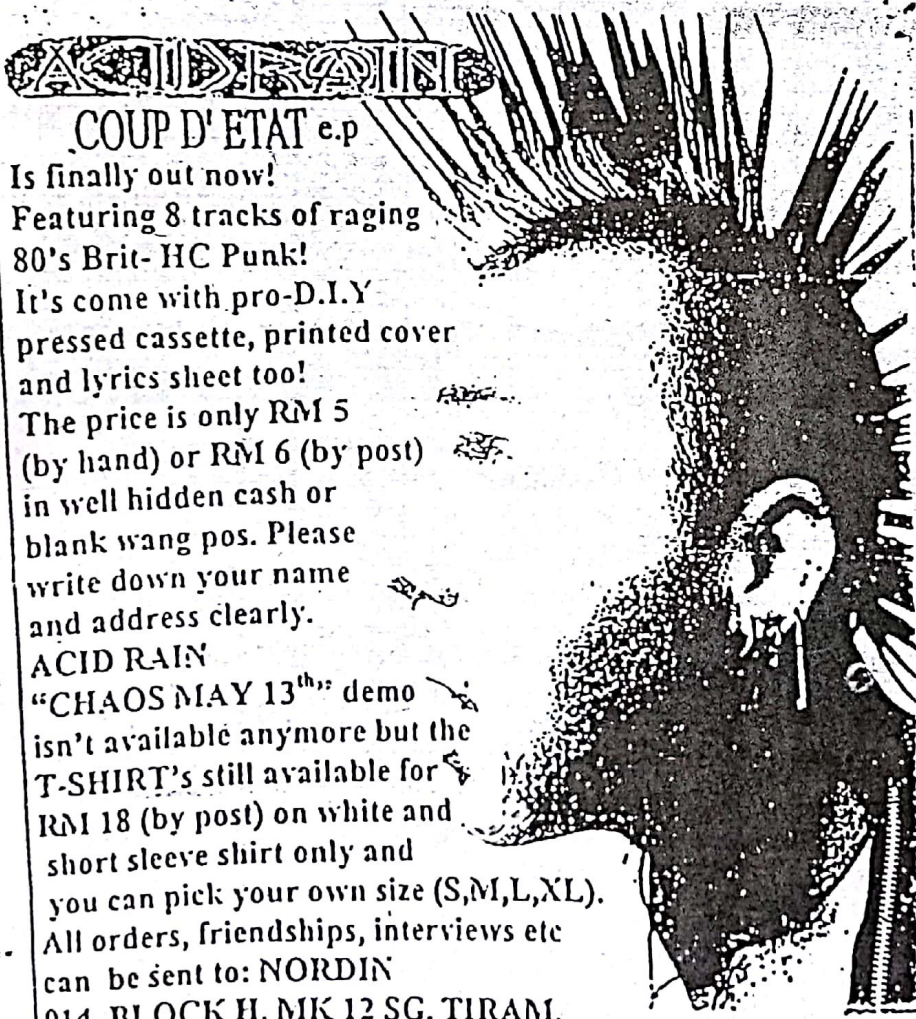 ACID RAIN
COUP D' ETAT e.p
Is finally out now!
Featuring 8 tracks of raging
80's Brit- HC Punk!
It's come with pro-D.I.Y
pressed cassette, printed cover
and lyrics sheet too!
The price is only RM 5
(by hand) or RM 6 (by post)
in well hidden cash or
blank wang pos. Please
write down your name
and address clearly.
ACID RAIN
“CHAOS MAY 13th” demo
isn't available anymore but the
T-SHIRT's still available for
RM 18 (by post) on white and
short sleeve shirt only and
you can pick your own size (S,M,L,XL).
All orders, friendships, interviews etc
can be sent to: NORDIN
BLOCK H, MK 12 SG. TIRAM,